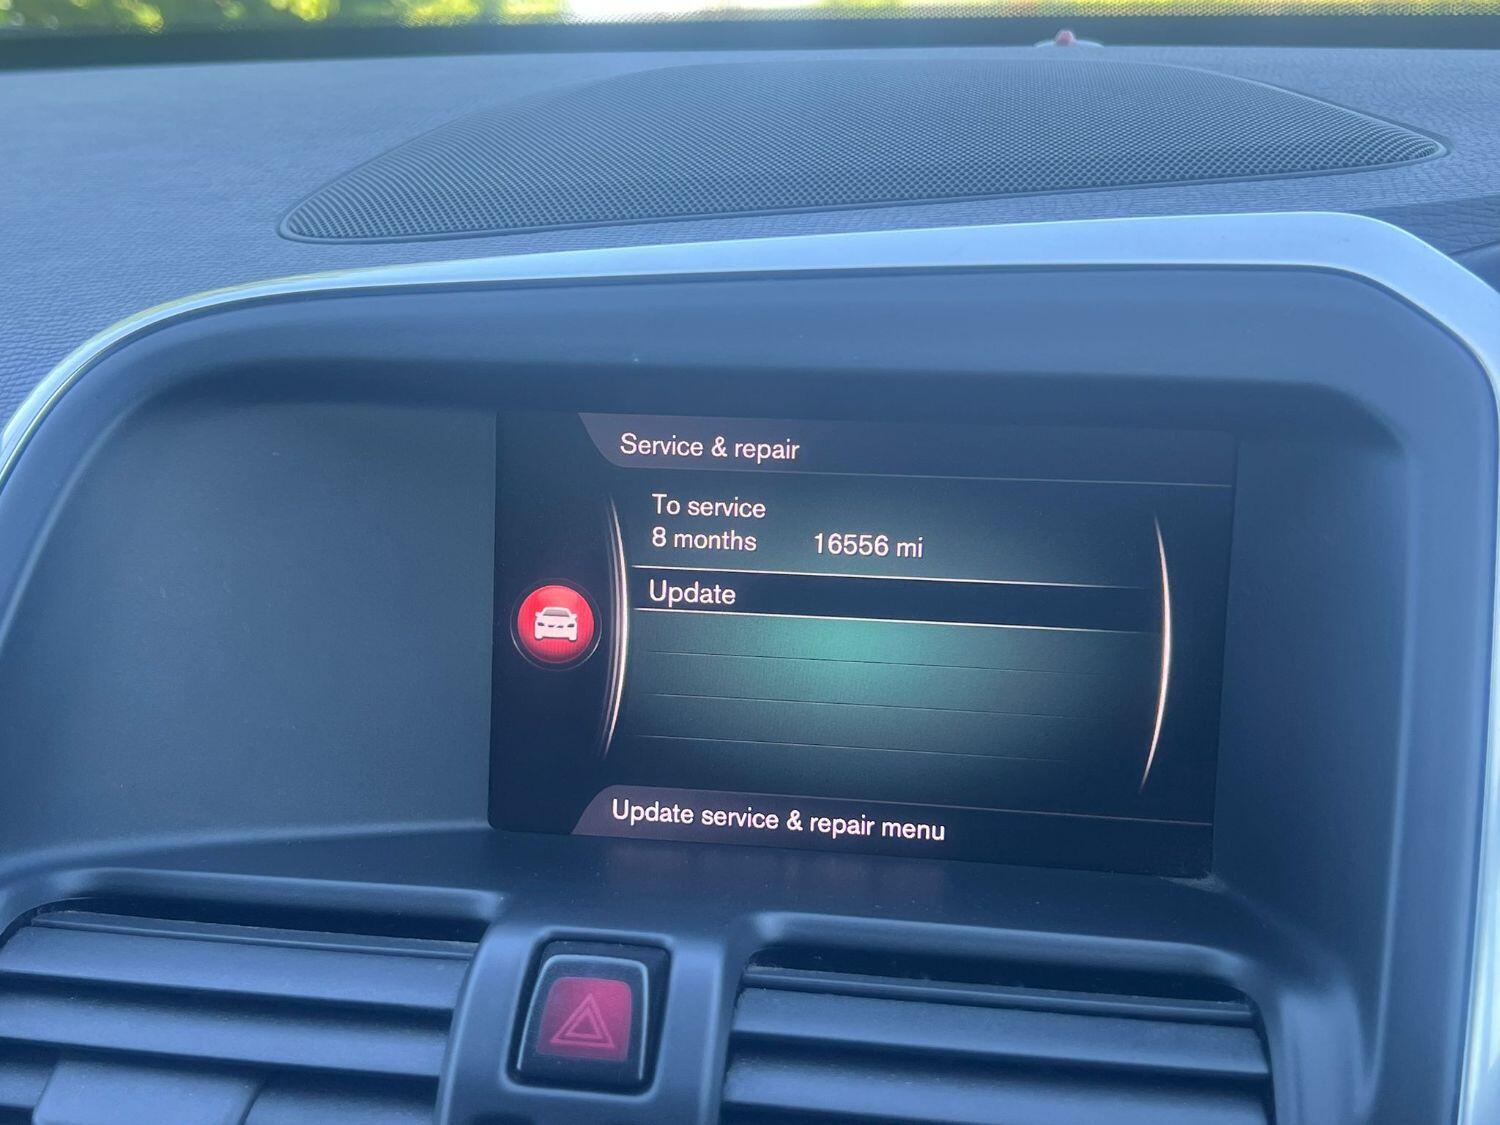 Service & repair
To service
8 months 16556 mi
Update
Update service & repair menu